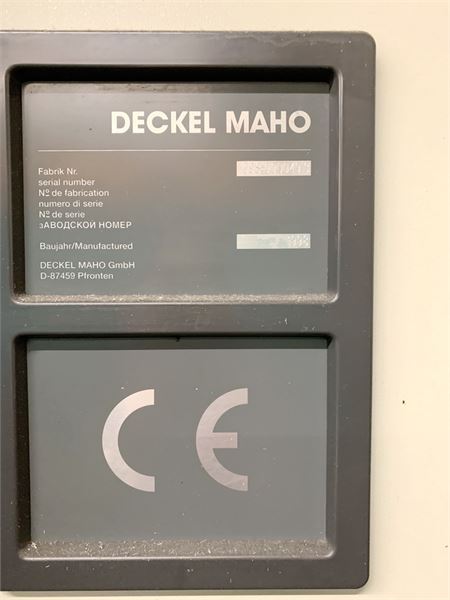 DECKEL MAHO
Fabrik Nr.
serial number
Nº de fabrication
numero di serie
Nº de serie
зАВОДСКОЙ НОМЕР
Baujahr/Manufactured
DECKEL MAHO GmbH
D-87459 Pfronten
CE